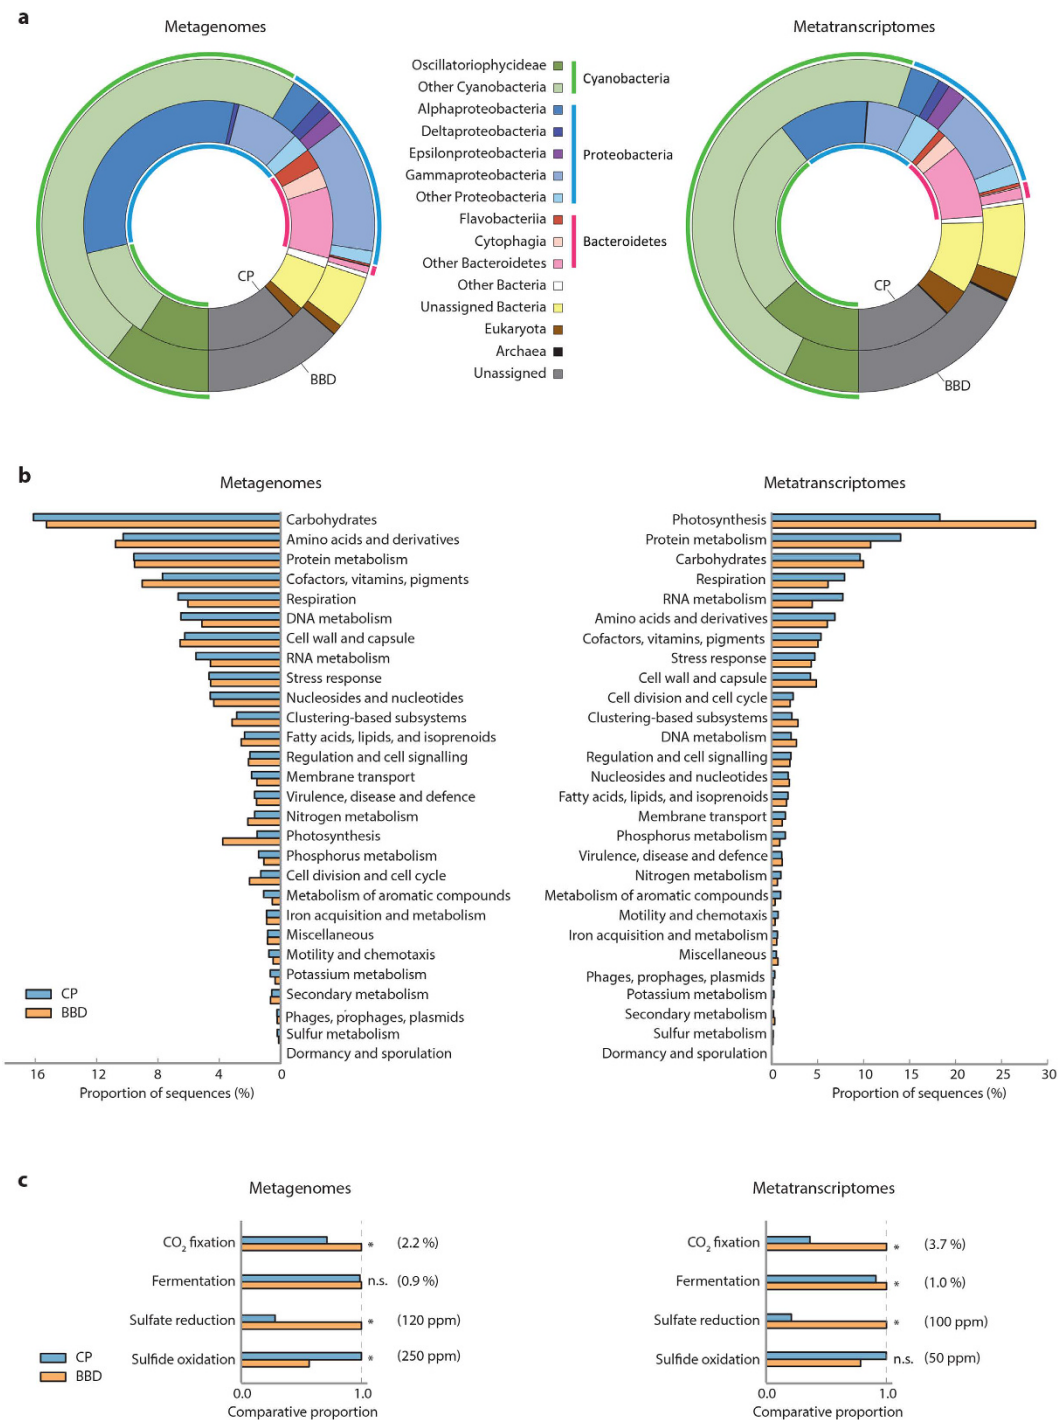 a
Metagenomes
Metatranscriptomes
Oscillatoriophycideae
Other Cyanobacteria
Alphaproteobacteria
Deltaproteobacteria
Epsilonproteobacteria
Gammaproteobacteria
Other Proteobacteria
Flavobacteriia
Cytophagia
Other Bacteroidetes
Other Bacteria
Unassigned Bacteria
Eukaryota
Archaea
Unassigned
Cyanobacteria
Proteobacteria
Bacteroidetes
CP
BBD
CP
BBD
b
Metagenomes
Carbohydrates
Amino acids and derivatives
Protein metabolism
Cofactors, vitamins, pigments
Respiration
DNA metabolism
Cell wall and capsule
RNA metabolism
Stress response
Nucleosides and nucleotides
Clustering-based subsystems
Fatty acids, lipids, and isoprenoids
Regulation and cell signalling
Membrane transport
Virulence, disease and defence
Nitrogen metabolism
Photosynthesis
Phosphorus metabolism
Cell division and cell cycle
Metabolism of aromatic compounds
Iron acquisition and metabolism
Miscellaneous
Motility and chemotaxis
Potassium metabolism
Secondary metabolism
Phages, prophages, plasmids
Sulfur metabolism
Dormancy and sporulation
CP
BBD
16 12 8 4 0
Proportion of sequences (%)
Metatranscriptomes
Photosynthesis
Protein metabolism
Carbohydrates
Respiration
RNA metabolism
Amino acids and derivatives
Cofactors, vitamins, pigments
Stress response
Cell wall and capsule
Cell division and cell cycle
Clustering-based subsystems
DNA metabolism
Regulation and cell signalling
Nucleosides and nucleotides
Fatty acids, lipids, and isoprenoids
Membrane transport
Phosphorus metabolism
Virulence, disease and defence
Nitrogen metabolism
Metabolism of aromatic compounds
Motility and chemotaxis
Iron acquisition and metabolism
Miscellaneous
Phages, prophages, plasmids
Potassium metabolism
Secondary metabolism
Sulfur metabolism
Dormancy and sporulation
0 5 10 15 20 25 30
Proportion of sequences (%)
c
Metagenomes
CO2 fixation * (2.2 %)
Fermentation n.s. (0.9 %)
Sulfate reduction * (120 ppm)
Sulfide oxidation * (250 ppm)
CP
BBD
0.0 1.0
Comparative proportion
Metatranscriptomes
CO2 fixation * (3.7 %)
Fermentation * (1.0 %)
Sulfate reduction * (100 ppm)
Sulfide oxidation n.s. (50 ppm)
0.0 1.0
Comparative proportion